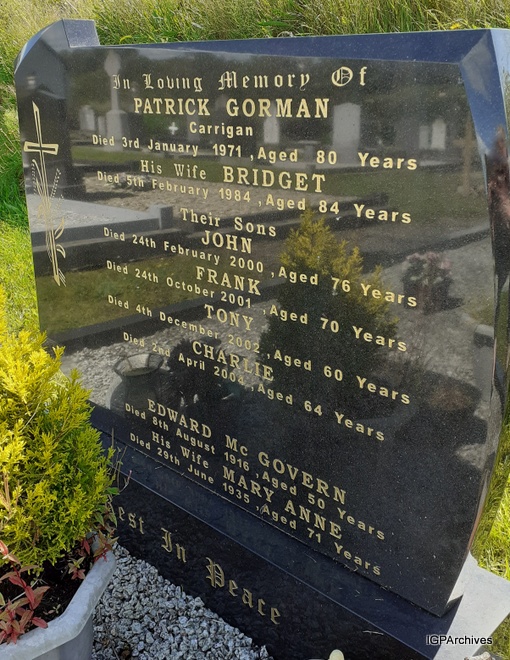 In Loving Memory Of
PATRICK GORMAN
Carrigan
Died 3rd January 1971, Aged 80 Years
His Wife BRIDGET
Died 5th February 1984, Aged 84 Years
Their Sons
JOHN
Died 24th February 2000, Aged 76 Years
FRANK
Died 24th October 2001, Aged 70 Years
TONY
Died 4th December 2002, Aged 60 Years
CHARLIE
Died 2nd April 2004, Aged 64 Years
EDWARD Mc GOVERN
Died 8th August 1916, Aged 50 Years
His Wife MARY ANNE
Died 29th June 1935, Aged 71 Years
Rest In Peace
IGPArchives